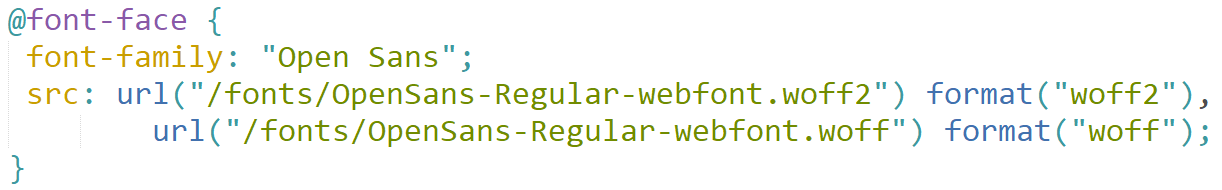 @font-face {
 font-family: "Open Sans";
 src: url("/fonts/OpenSans-Regular-webfont.woff2") format("woff2"),
        url("/fonts/OpenSans-Regular-webfont.woff") format("woff");
}